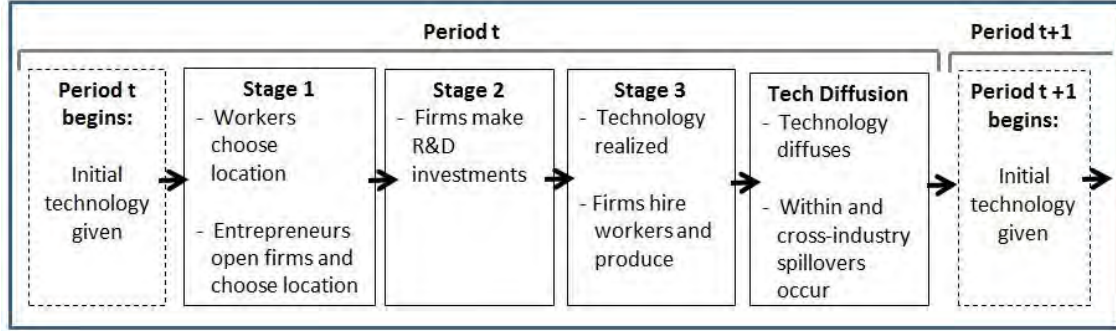 Period t
Period t+1
Period t
begins:
Initial
technology
given
Stage 1
- Workers
choose
location
- Entrepreneurs
open firms and
choose location
Stage 2
- Firms make
R&D
investments
Stage 3
- Technology
realized
- Firms hire
workers and
produce
Tech Diffusion
- Technology
diffuses
- Within and
cross-industry
spillovers
occur
Period t +1
begins:
Initial
technology
given